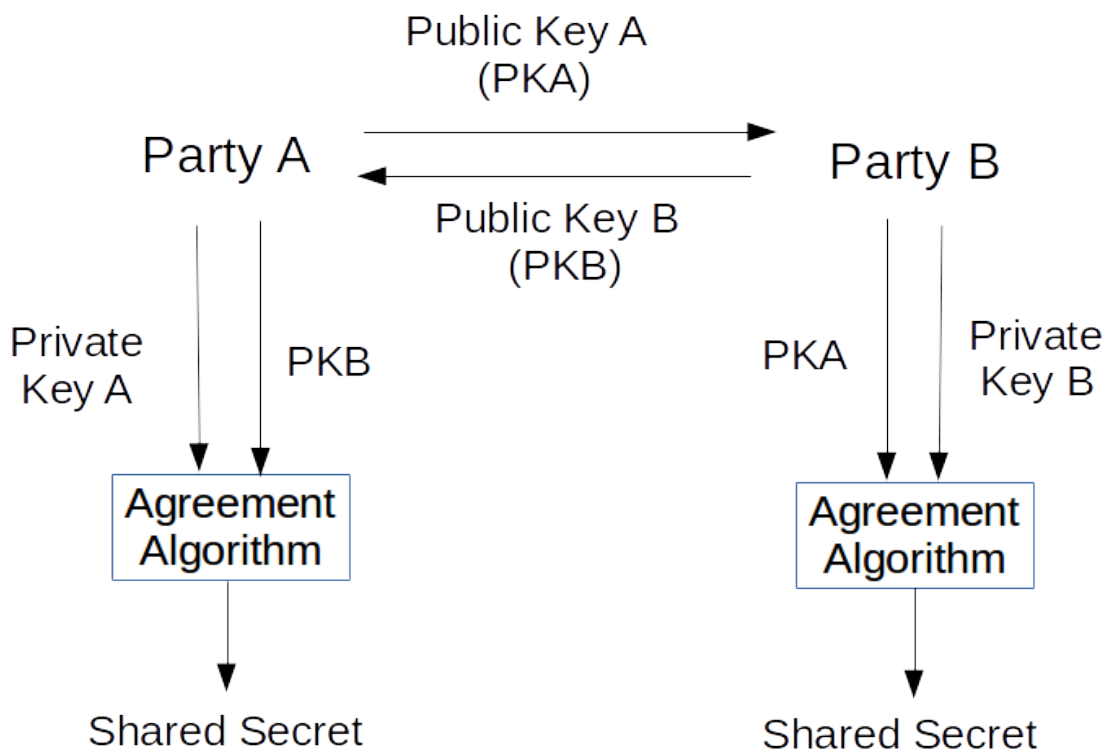 Public Key A
(PKA)
Party A
Party B
Public Key B
(PKB)
Private
Key A
PKB
PKA
Private
Key B
Agreement
Algorithm
Agreement
Algorithm
Shared Secret
Shared Secret